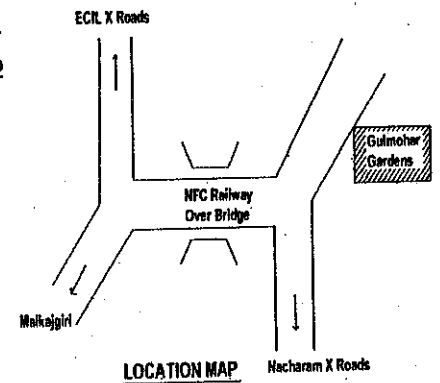 ECIL X Roads
Gulmohar
Gardens
NFC Railway
Over Bridge
Malkajgiri
LOCATION MAP
Nacharam X Roads